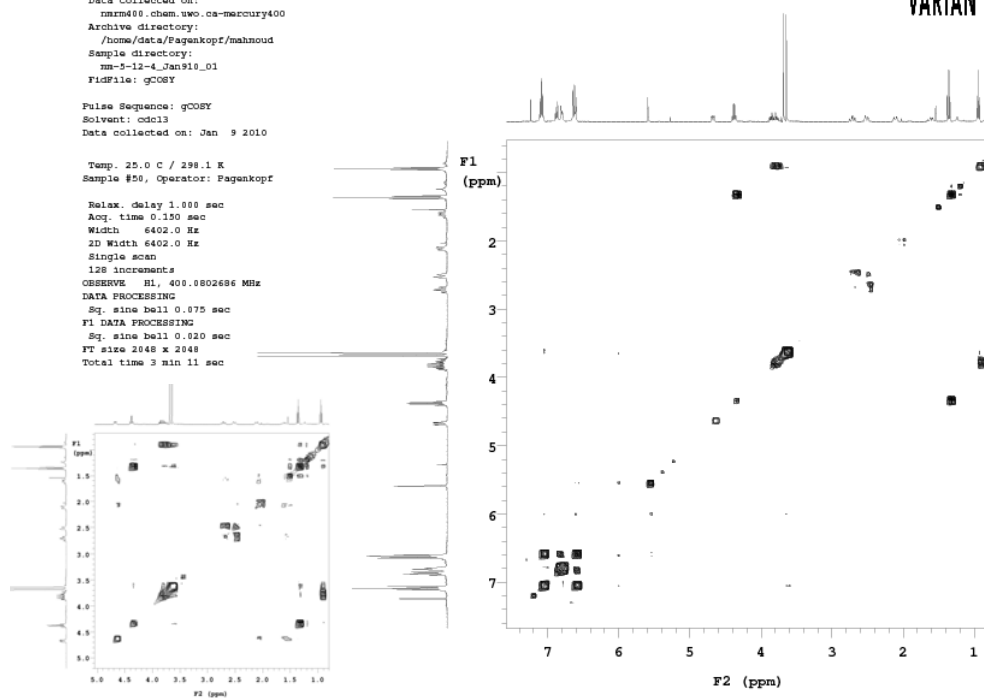 Data collected on:
nmrm400.chem.uwo.ca-mercury400
Archive directory:
/home/data/Pagenkopf/mahmoud
Sample directory:
mm-5-12-4_Jan910_01
FidFile: gCOSY
Pulse Sequence: gCOSY
Solvent: cdcl3
Data collected on: Jan 9 2010
Temp. 25.0 C / 298.1 K
Sample #50, Operator: Pagenkopf
Relax. delay 1.000 sec
Acq. time 0.150 sec
Width 6402.0 Hz
2D Width 6402.0 Hz
Single scan
128 increments
OBSERVE H1, 400.0802686 MHz
DATA PROCESSING
Sq. sine bell 0.075 sec
F1 DATA PROCESSING
Sq. sine bell 0.020 sec
FT size 2048 x 2048
Total time 3 min 11 sec
VARIAN
F1
(ppm)
2
3
4
5
6
7
7 6 5 4 3 2 1
F2 (ppm)
F1
(ppm)
1.5
2.0
2.5
3.0
3.5
4.0
4.5
5.0
5.0 4.5 4.0 3.5 3.0 2.5 2.0 1.5 1.0
F2 (ppm)